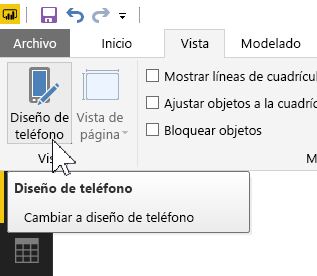 Archivo Inicio Vista Modelado
Diseño de teléfono
Vista de página
Mostrar líneas de cuadrícul
Ajustar objetos a la cuadríc
Bloquear objetos
Vis
M
Diseño de teléfono
Cambiar a diseño de teléfono